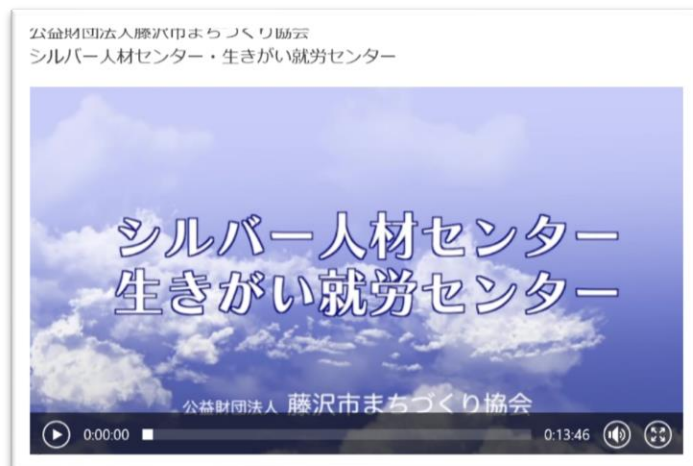 公益財団法人藤沢市まちづくり協会
シルバー人材センター・生きがい就労センター
シルバー人材センター
生きがい就労センター
公益財団法人 藤沢市まちづくり協会
0:00:00 0:13:46